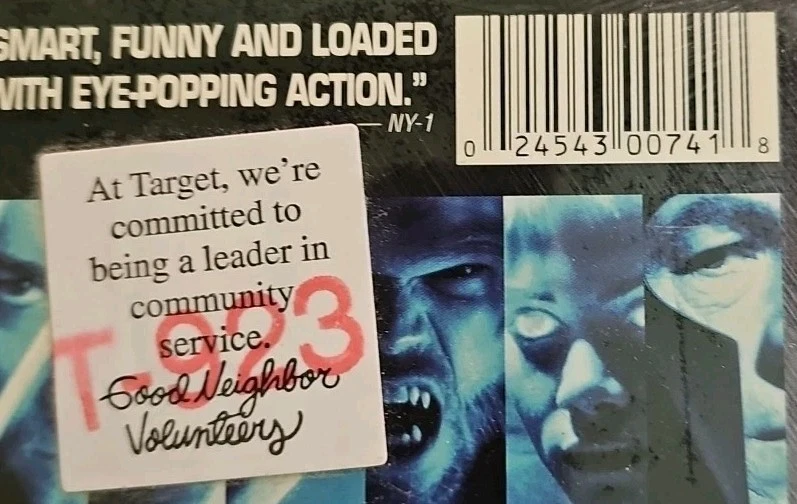 SMART, FUNNY AND LOADED
WITH EYE-POPPING ACTION."
— NY-1
0 24543 00741 8
At Target, we're
committed to
being a leader in
community
service.
T-923
Good Neighbor
Volunteers